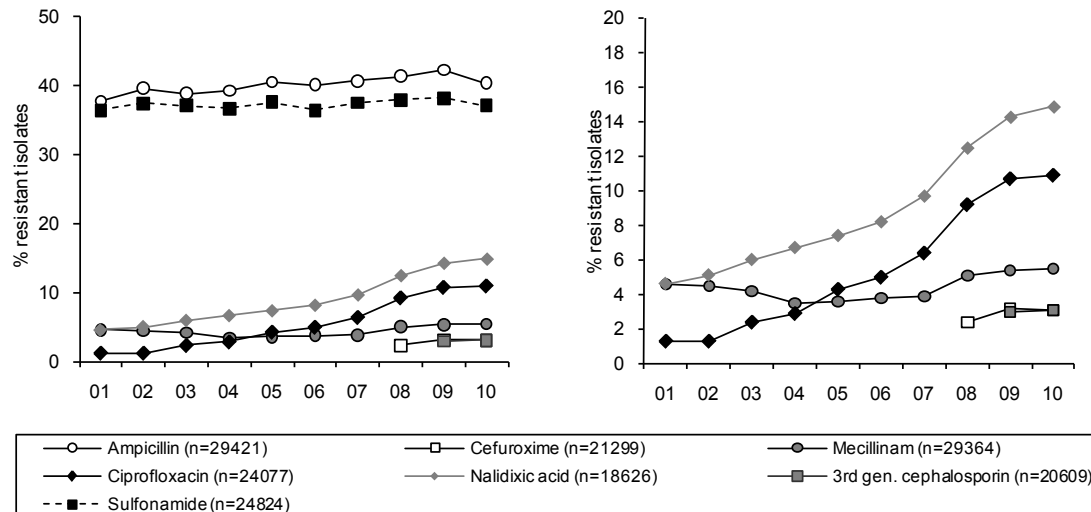 50
40
30
20
10
0
% resistant isolates
01 02 03 04 05 06 07 08 09 10
20
18
16
14
12
10
8
6
4
2
0
% resistant isolates
01 02 03 04 05 06 07 08 09 10
Ampicillin (n=29421) Cefuroxime (n=21299) Mecillinam (n=29364)
Ciprofloxacin (n=24077) Nalidixic acid (n=18626) 3rd gen. cephalosporin (n=20609)
Sulfonamide (n=24824)